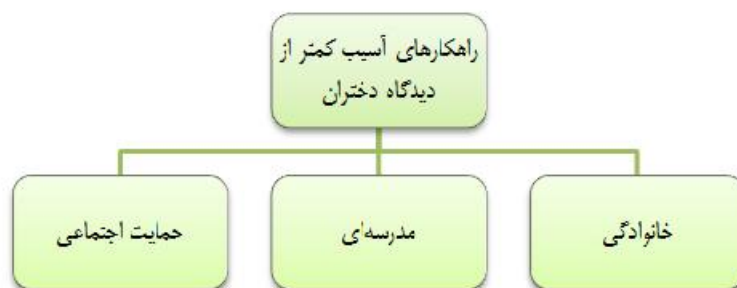 راهکارهای آسیب کمتر از
دیدگاه دختران
خانوادگی
مدرسه‌ای
حمایت اجتماعی